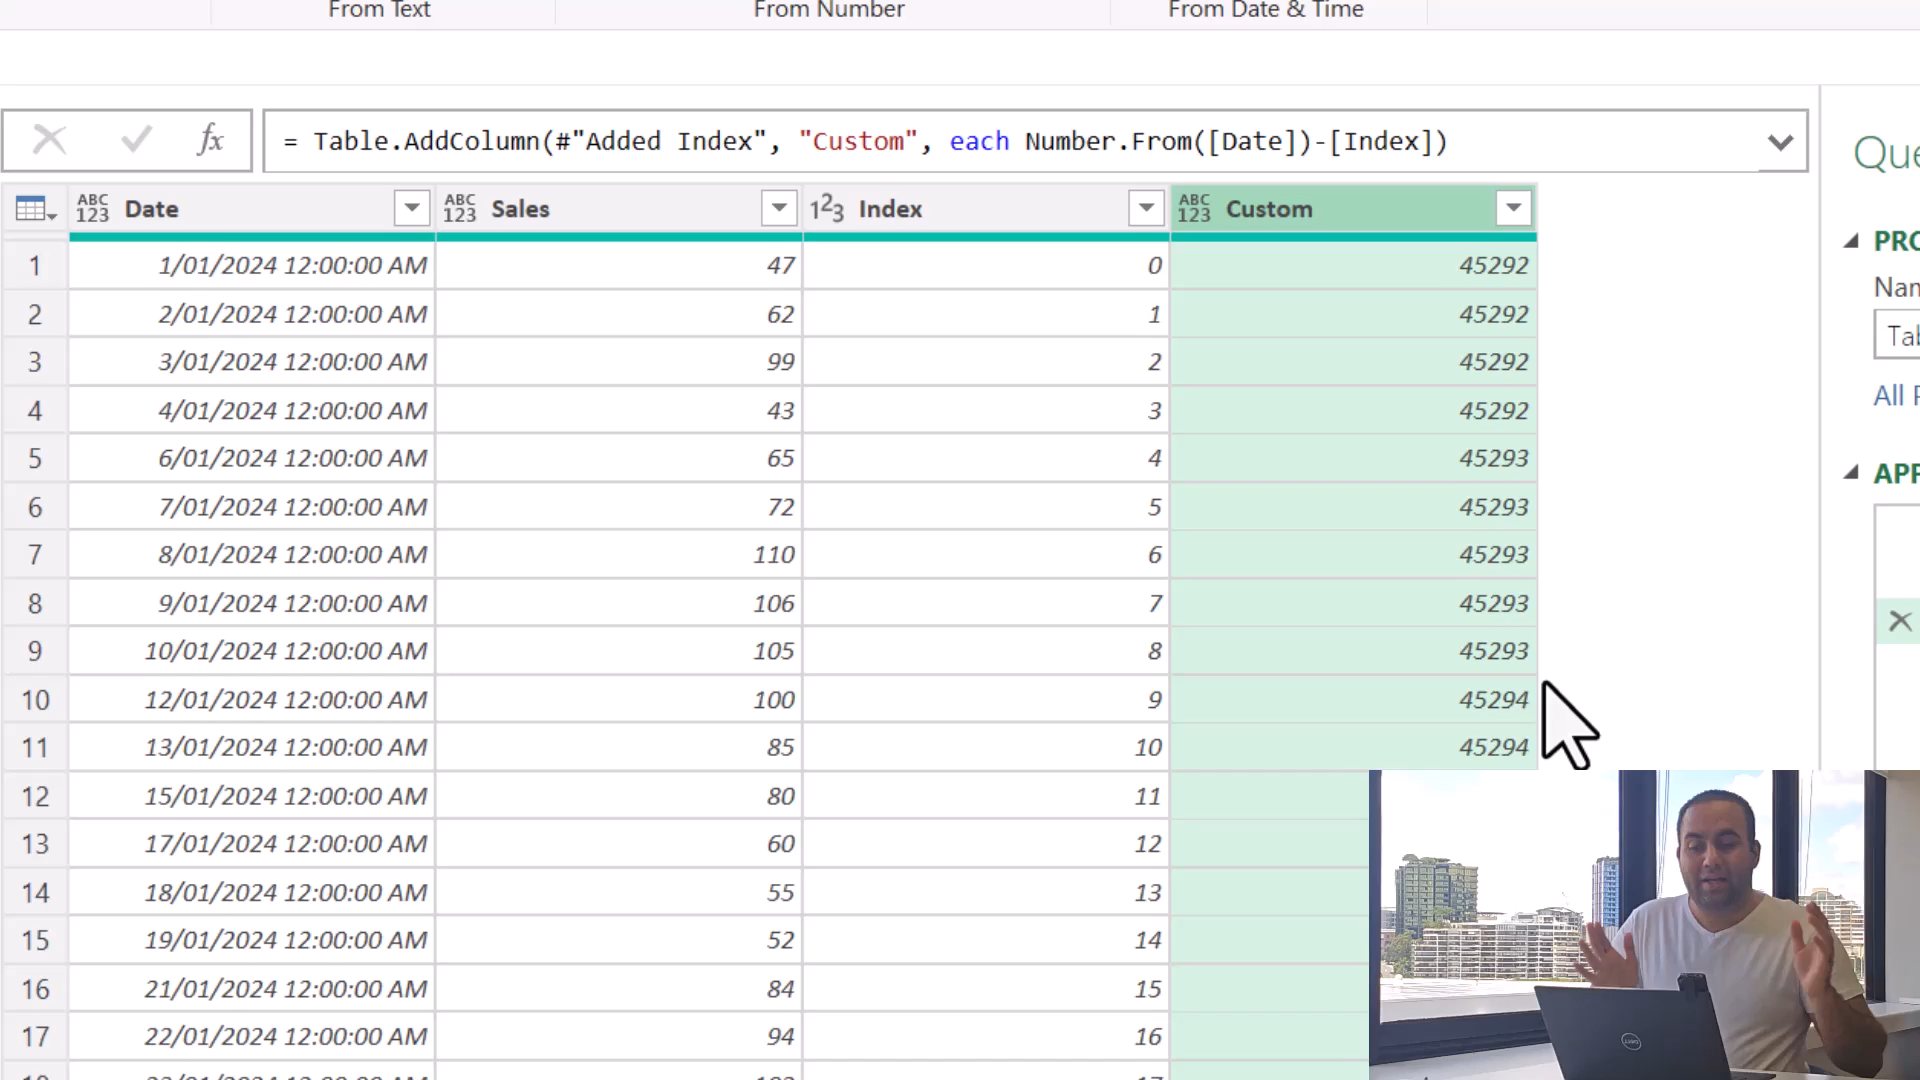 From Text From Number From Date & Time
fx = Table.AddColumn(#"Added Index", "Custom", each Number.From([Date])-[Index])
ABC 123 Date ABC 123 Sales 123 Index ABC 123 Custom
1 1/01/2024 12:00:00 AM 47 0 45292
2 2/01/2024 12:00:00 AM 62 1 45292
3 3/01/2024 12:00:00 AM 99 2 45292
4 4/01/2024 12:00:00 AM 43 3 45292
5 6/01/2024 12:00:00 AM 65 4 45293
6 7/01/2024 12:00:00 AM 72 5 45293
7 8/01/2024 12:00:00 AM 110 6 45293
8 9/01/2024 12:00:00 AM 106 7 45293
9 10/01/2024 12:00:00 AM 105 8 45293
10 12/01/2024 12:00:00 AM 100 9 45294
11 13/01/2024 12:00:00 AM 85 10 45294
12 15/01/2024 12:00:00 AM 80 11
13 17/01/2024 12:00:00 AM 60 12
14 18/01/2024 12:00:00 AM 55 13
15 19/01/2024 12:00:00 AM 52 14
16 21/01/2024 12:00:00 AM 84 15
17 22/01/2024 12:00:00 AM 94 16
Que
PRO
Nam
Tab
All P
APP